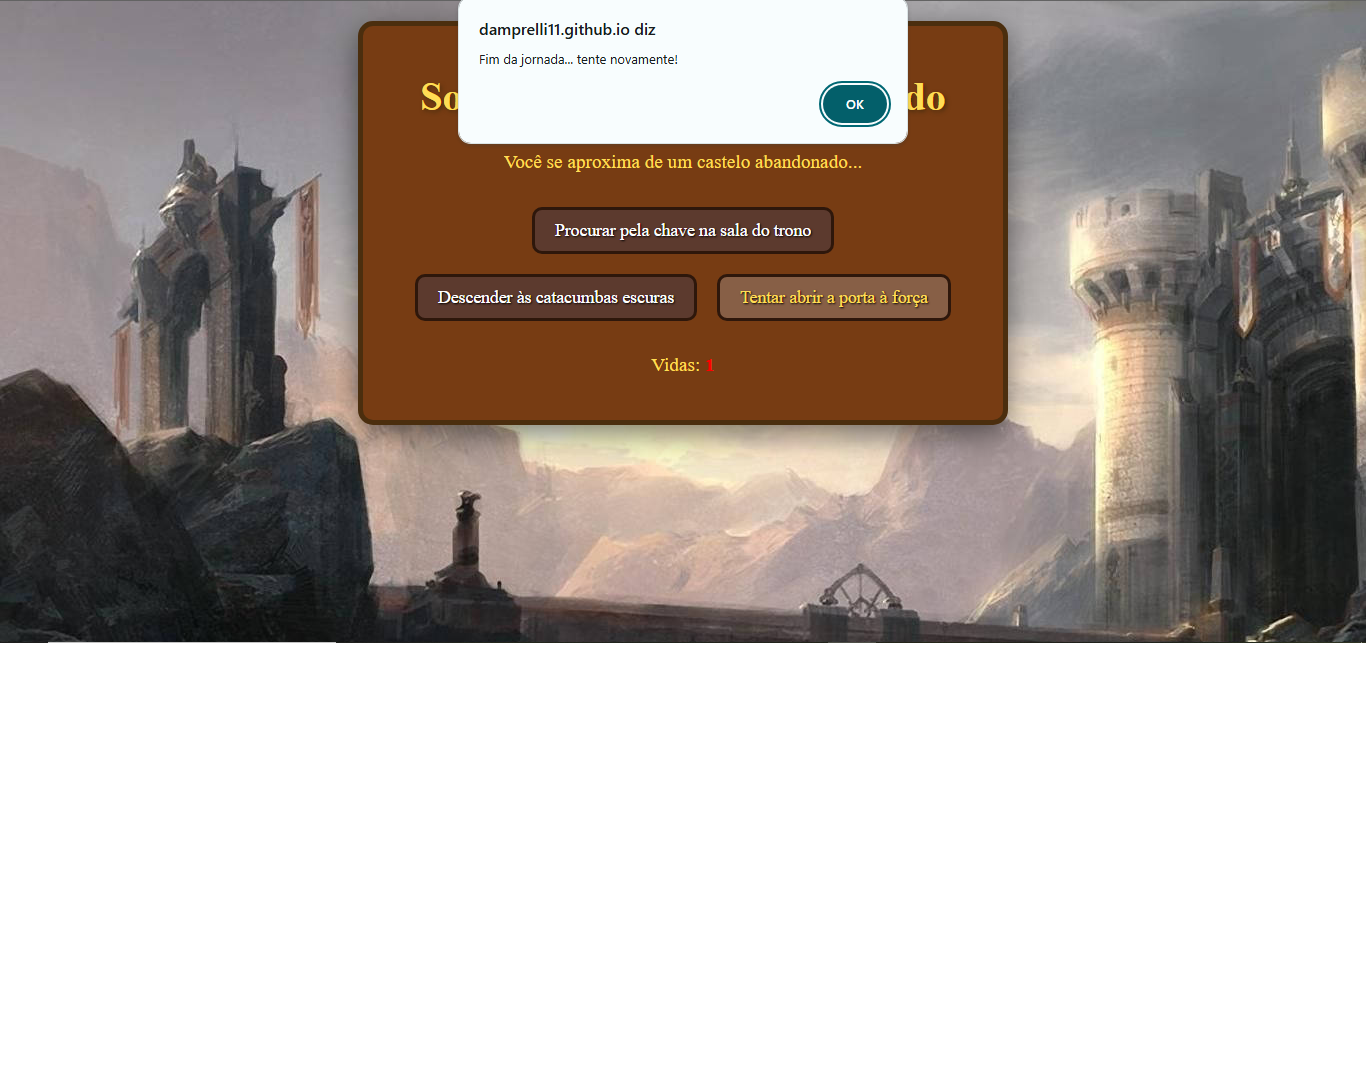 damprelli11.github.io diz
Fim da jornada... tente novamente!
OK
Você se aproxima de um castelo abandonado...
Procurar pela chave na sala do trono
Descender às catacumbas escuras
Tentar abrir a porta à força
Vidas: 1